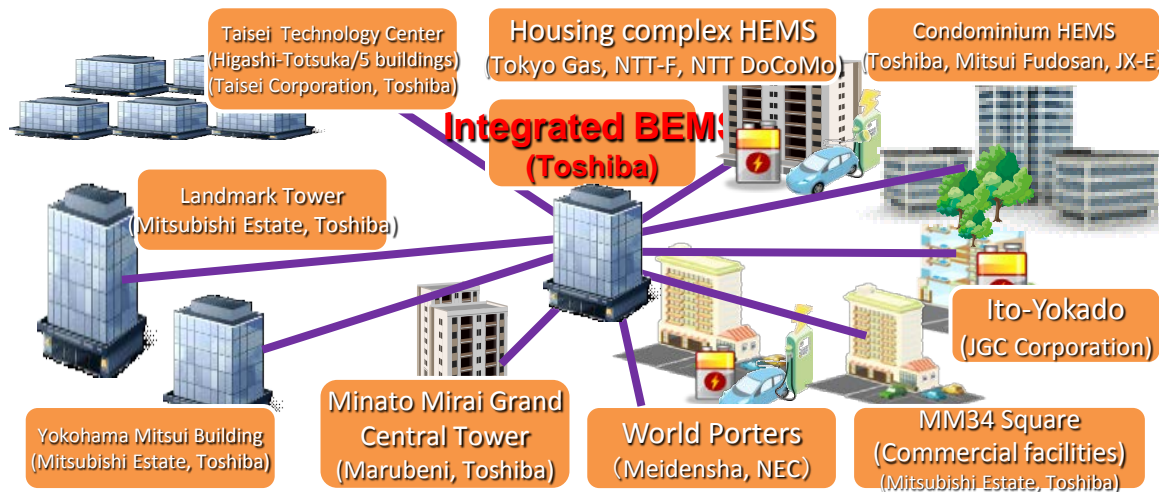 Taisei Technology Center
(Higashi-Totsuka/5 buildings)
(Taisei Corporation, Toshiba)
Housing complex HEMS
(Tokyo Gas, NTT-F, NTT DoCoMo)
Condominium HEMS
(Toshiba, Mitsui Fudosan, JX-E)
Integrated BEMS
(Toshiba)
Landmark Tower
(Mitsubishi Estate, Toshiba)
Ito-Yokado
(JGC Corporation)
Yokohama Mitsui Building
(Mitsubishi Estate, Toshiba)
Minato Mirai Grand
Central Tower
(Marubeni, Toshiba)
World Porters
（Meidensha, NEC）
MM34 Square
(Commercial facilities)
(Mitsubishi Estate, Toshiba)